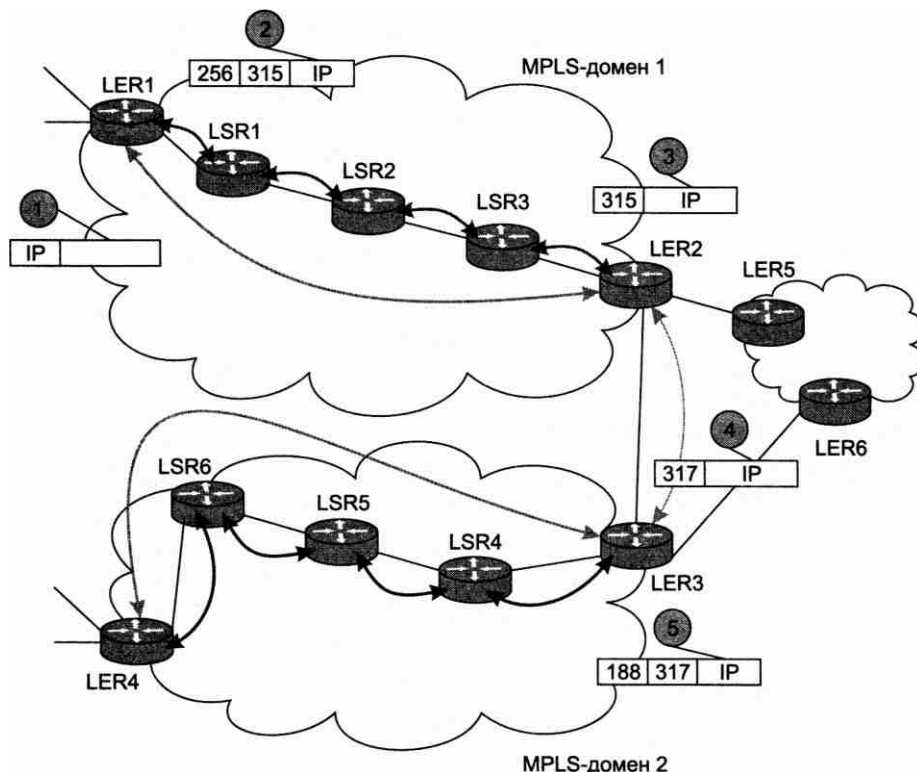 2
256 315 IP
MPLS-домен 1
LER1
LSR1
LSR2
3
315 IP
1
IP
LSR3
LER2
LER5
4
LER6
317 IP
LSR6
LSR5
LSR4
LER3
5
188 317 IP
LER4
MPLS-домен 2